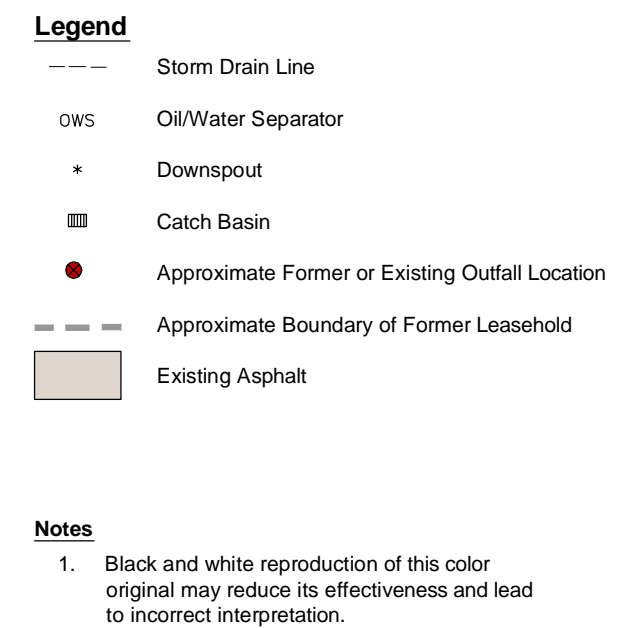 Legend
Storm Drain Line
OWS Oil/Water Separator
* Downspout
Catch Basin
Approximate Former or Existing Outfall Location
Approximate Boundary of Former Leasehold
Existing Asphalt
Notes
1. Black and white reproduction of this color
original may reduce its effectiveness and lead
to incorrect interpretation.